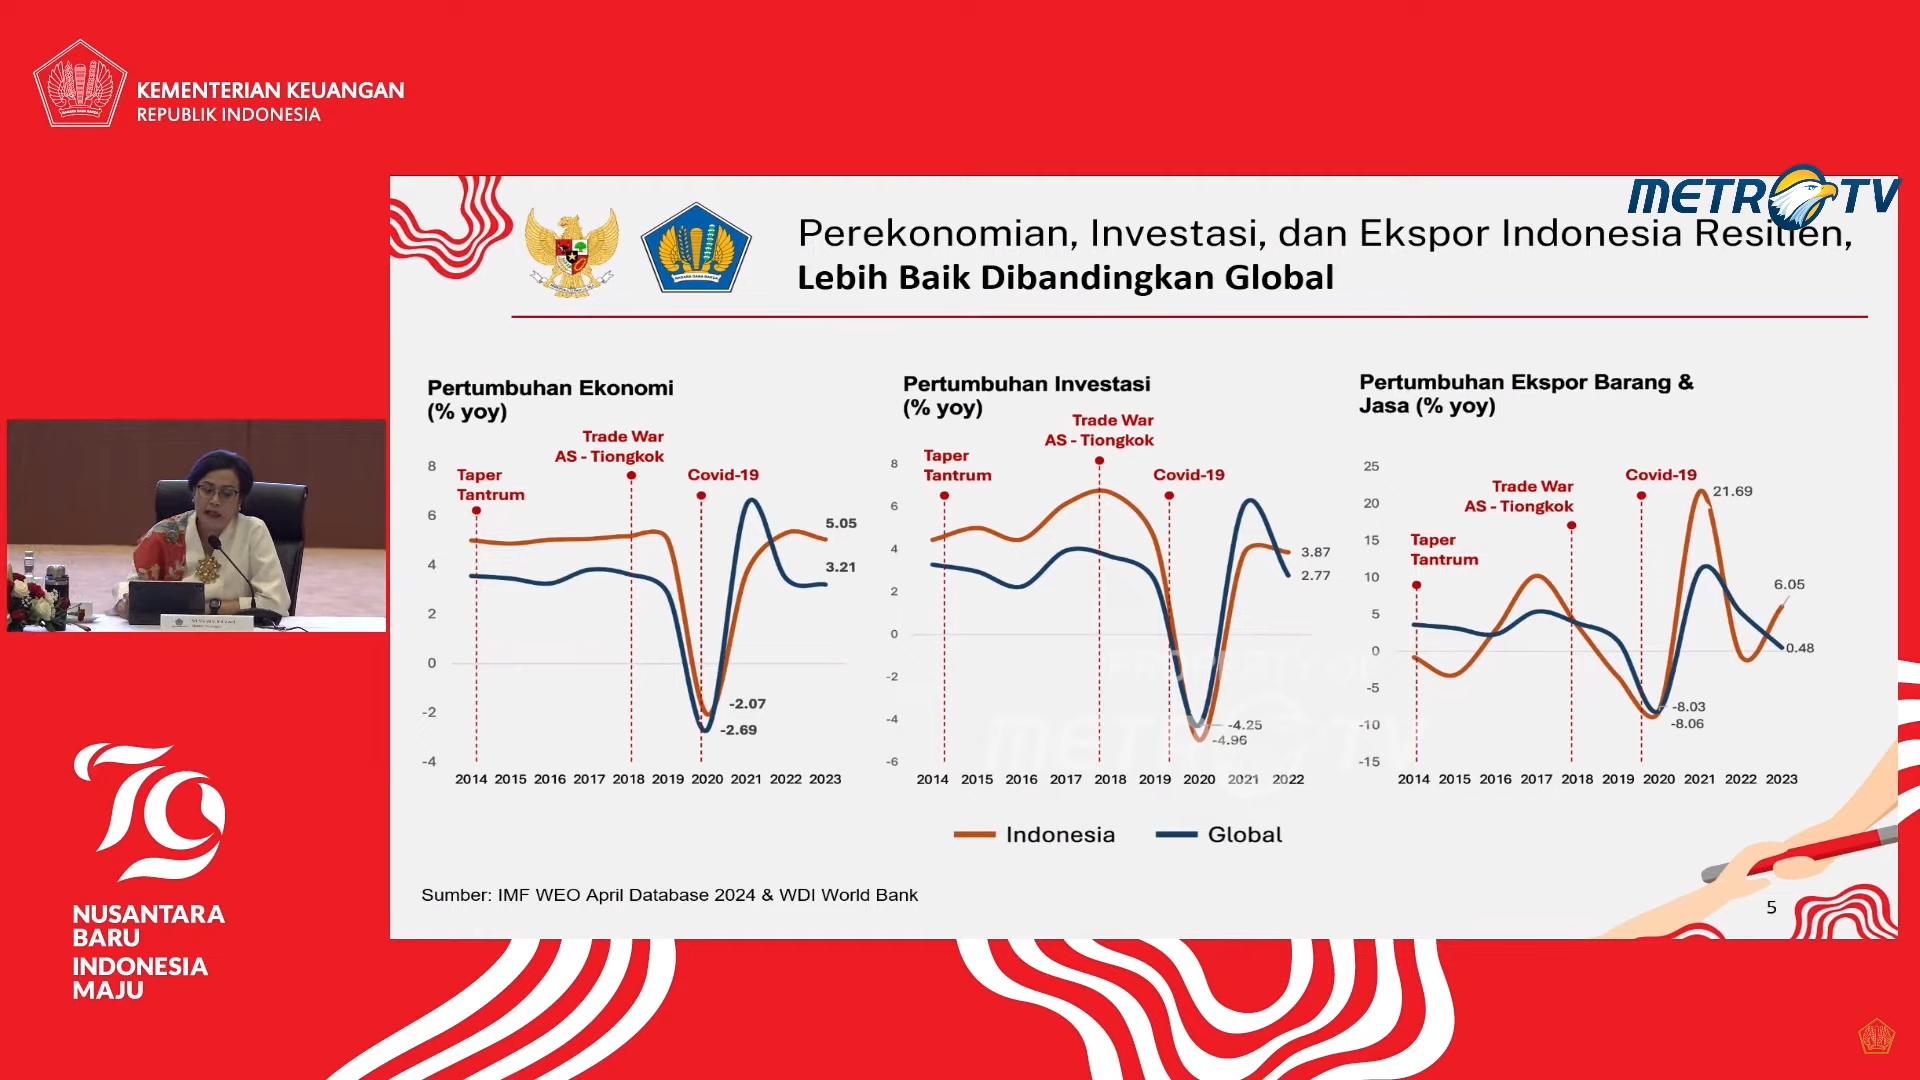 KEMENTERIAN KEUANGAN
REPUBLIK INDONESIA
METRO TV
Perekonomian, Investasi, dan Ekspor Indonesia Resilien,
Lebih Baik Dibandingkan Global
Pertumbuhan Ekonomi
(% yoy)
Trade War
AS - Tiongkok
Taper
Tantrum
Covid-19
8
6
4
2
0
-2
-4
5.05
3.21
-2.07
-2.69
2014 2015 2016 2017 2018 2019 2020 2021 2022 2023
Pertumbuhan Investasi
(% yoy)
Trade War
AS - Tiongkok
Taper
Tantrum
Covid-19
8
6
4
2
0
-2
-4
-6
3.87
2.77
-4.25
-4.96
2014 2015 2016 2017 2018 2019 2020 2021 2022
Pertumbuhan Ekspor Barang &
Jasa (% yoy)
Covid-19
Trade War
AS - Tiongkok
Taper
Tantrum
25
20
15
10
5
0
-5
-10
-15
21.69
6.05
0.48
-8.03
-8.06
2014 2015 2016 2017 2018 2019 2020 2021 2022 2023
PROPERTY OF
METRO TV
Indonesia
Global
Sumber: IMF WEO April Database 2024 & WDI World Bank
5
79
NUSANTARA
BARU
INDONESIA
MAJU